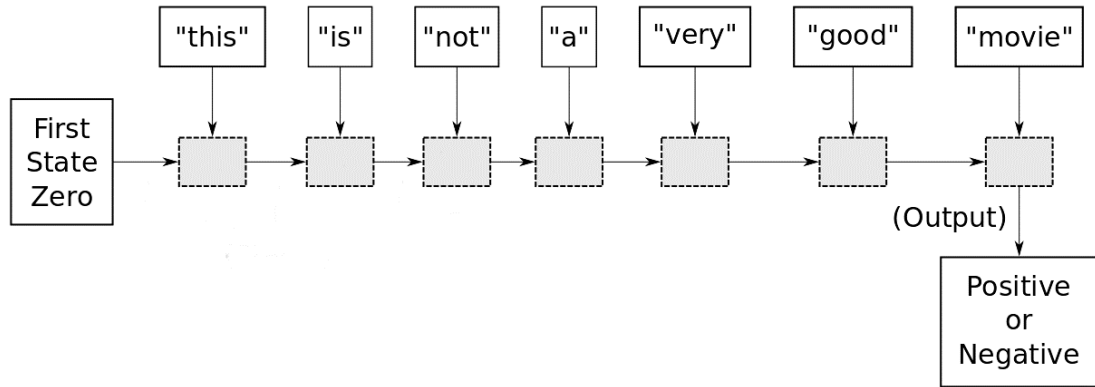 "this" "is" "not" "a" "very" "good" "movie"
First
State
Zero
(Output)
Positive
or
Negative